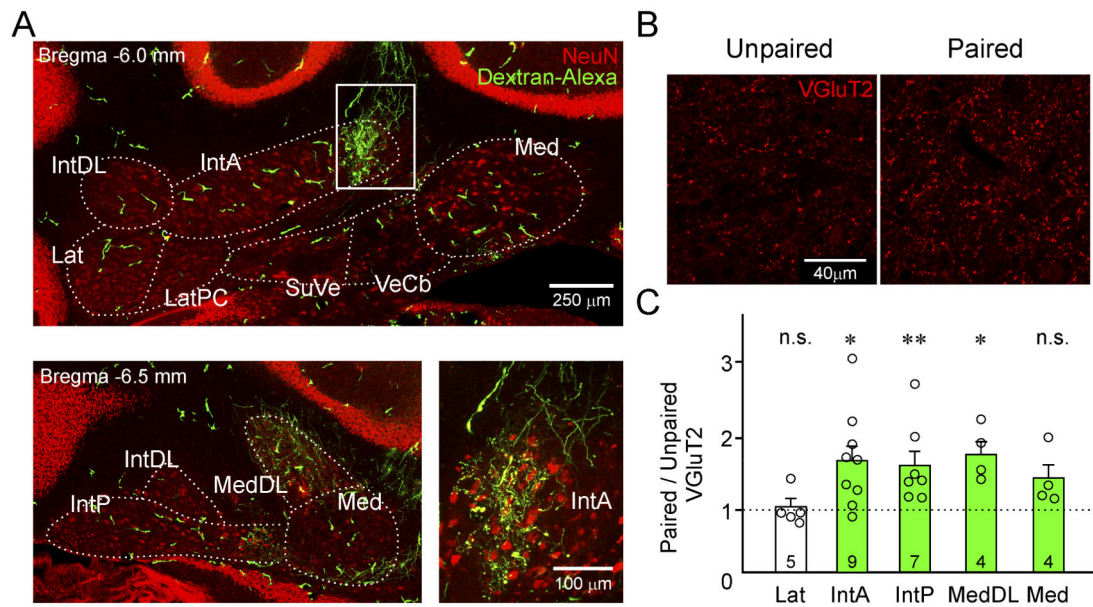 A
Bregma -6.0 mm
NeuN
Dextran-Alexa
IntDL
IntA
Med
Lat
LatPC
SuVe
VeCb
250 μm
Bregma -6.5 mm
IntDL
IntP
MedDL
Med
IntA
100 μm
B
Unpaired
Paired
VGluT2
40μm
C
Paired / Unpaired
VGluT2
3
2
1
0
n.s.
*
**
*
n.s.
5
9
7
4
4
Lat
IntA
IntP
MedDL
Med